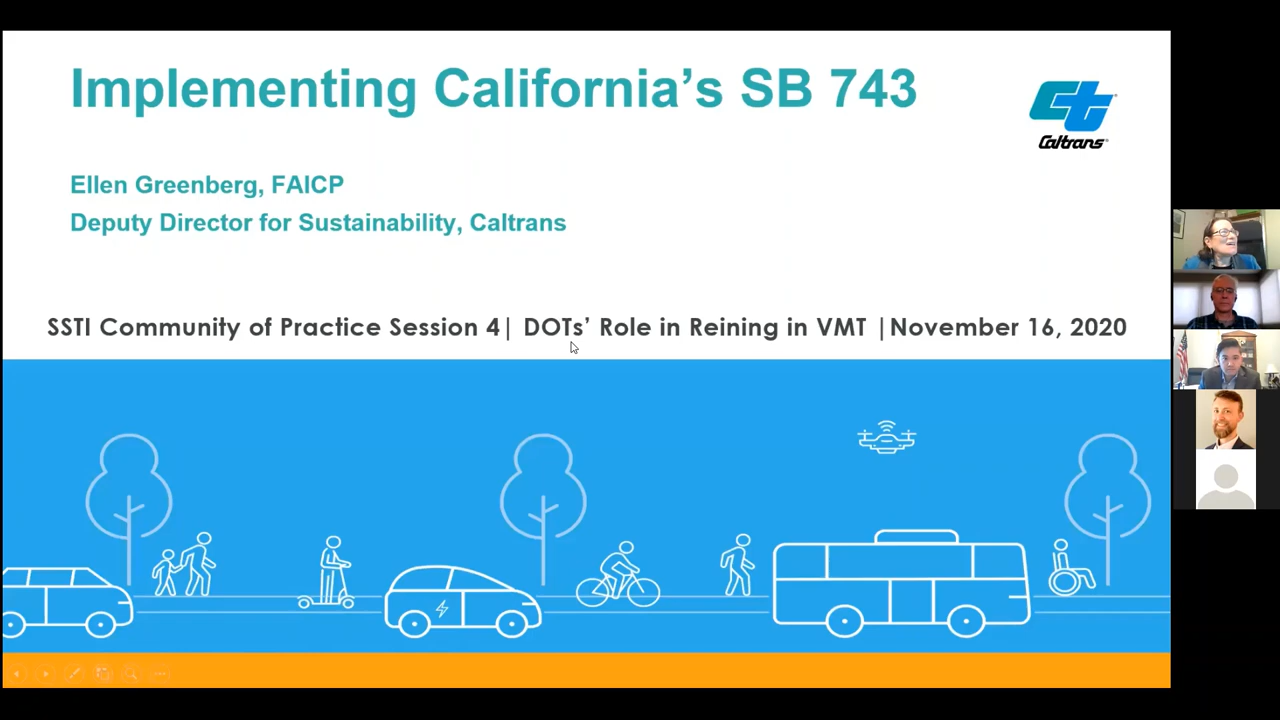 Implementing California's SB 743
Caltrans
Ellen Greenberg, FAICP
Deputy Director for Sustainability, Caltrans
SSTI Community of Practice Session 4| DOTs' Role in Reining in VMT |November 16, 2020